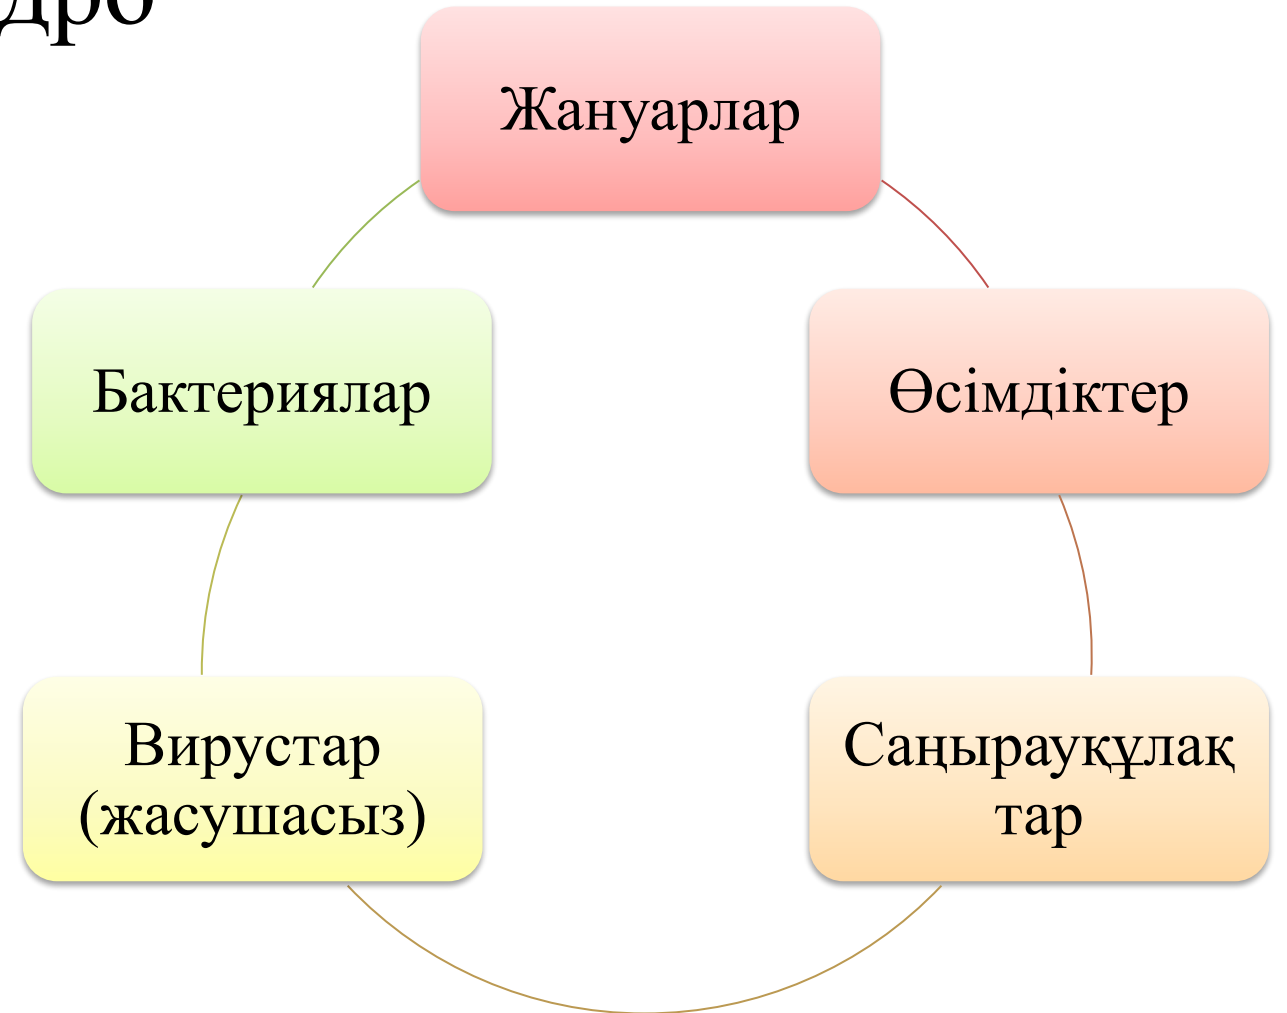 Жануарлар
Бактериялар
Өсімдіктер
Вирустар
(жасушасыз)
Саңырауқұлақ
тар